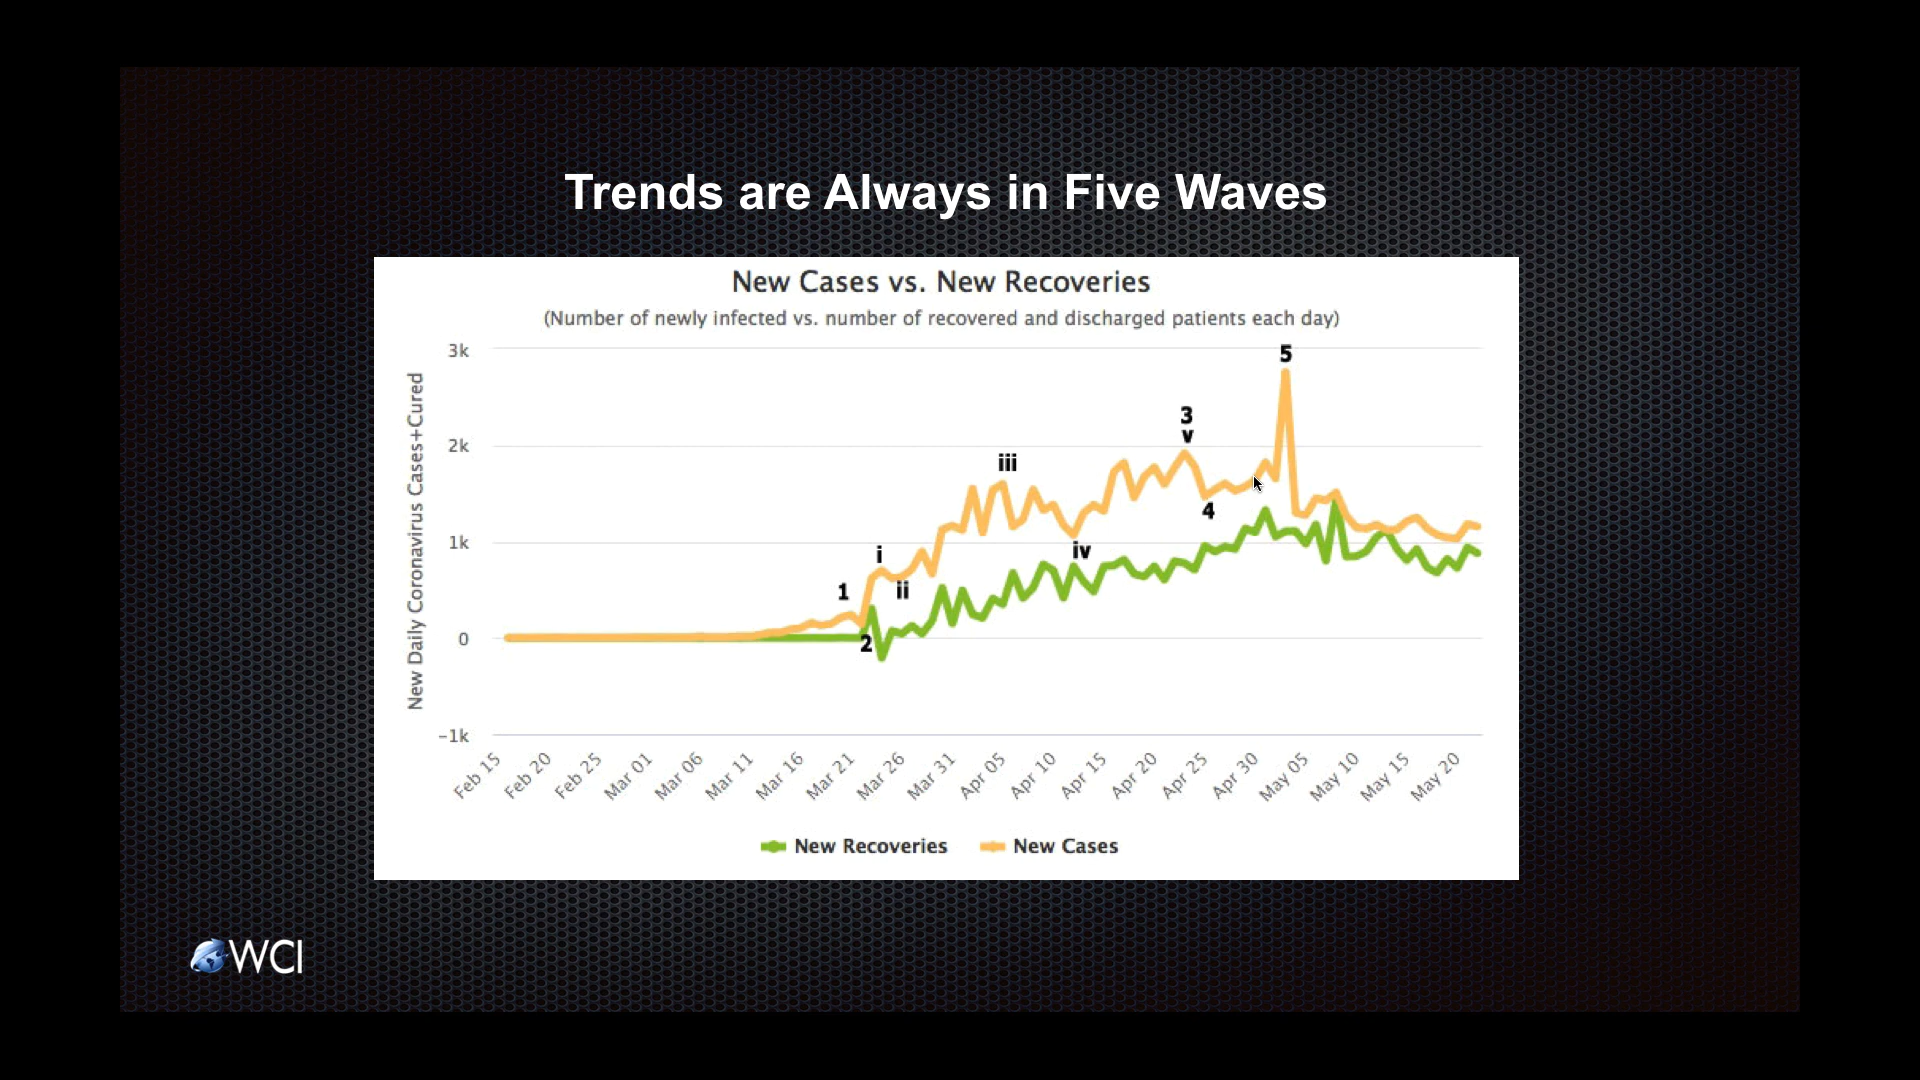 Trends are Always in Five Waves
New Cases vs. New Recoveries
(Number of newly infected vs. number of recovered and discharged patients each day)
New Daily Coronavirus Cases+Cured
3k
2k
1k
0
−1k
5
3
v
iii
4
iv
i
1
ii
2
Feb 15
Feb 20
Feb 25
Mar 01
Mar 06
Mar 11
Mar 16
Mar 21
Mar 26
Mar 31
Apr 05
Apr 10
Apr 15
Apr 20
Apr 25
Apr 30
May 05
May 10
May 15
May 20
New Recoveries
New Cases
WCI